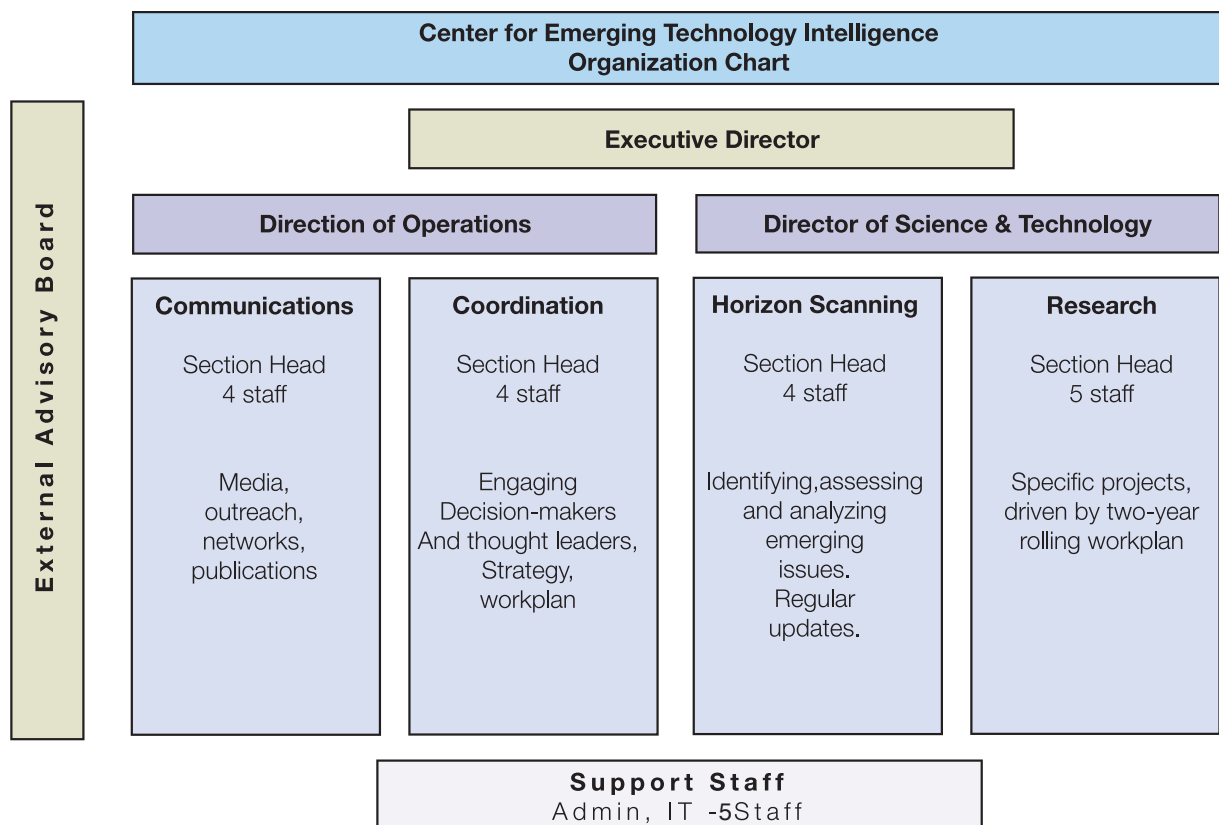 Center for Emerging Technology Intelligence
Organization Chart
External Advisory Board
Executive Director
Direction of Operations
Director of Science & Technology
Communications
Section Head
4 staff
Media,
outreach,
networks,
publications
Coordination
Section Head
4 staff
Engaging
Decision-makers
And thought leaders,
Strategy,
workplan
Horizon Scanning
Section Head
4 staff
Identifying,assessing
and analyzing
emerging
issues.
Regular
updates.
Research
Section Head
5 staff
Specific projects,
driven by two-year
rolling workplan
Support Staff
Admin, IT -5Staff